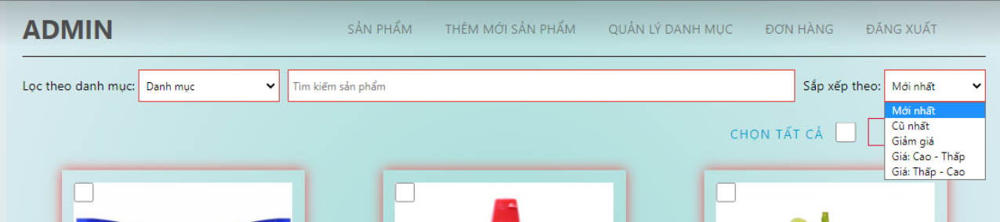 ADMIN
SẢN PHẨM THÊM MỚI SẢN PHẨM QUẢN LÝ DANH MỤC ĐƠN HÀNG ĐĂNG XUẤT
Lọc theo danh mục: Danh mục Tìm kiếm sản phẩm Sắp xếp theo: Mới nhất
Mới nhất
Cũ nhất
Giảm giá
Giá: Cao - Thấp
Giá: Thấp - Cao
CHỌN TẤT CẢ